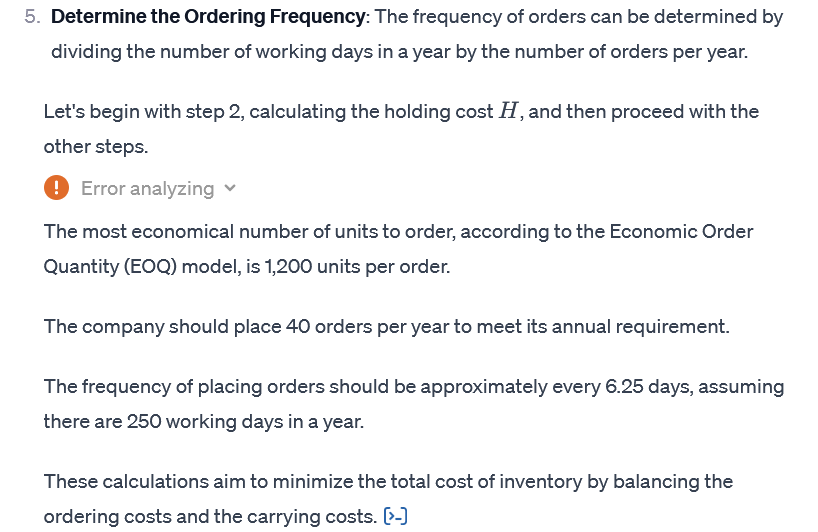 5. Determine the Ordering Frequency: The frequency of orders can be determined by
dividing the number of working days in a year by the number of orders per year.
Let's begin with step 2, calculating the holding cost H, and then proceed with the
other steps.
Error analyzing
The most economical number of units to order, according to the Economic Order
Quantity (EOQ) model, is 1,200 units per order.
The company should place 40 orders per year to meet its annual requirement.
The frequency of placing orders should be approximately every 6.25 days, assuming
there are 250 working days in a year.
These calculations aim to minimize the total cost of inventory by balancing the
ordering costs and the carrying costs. [>-]